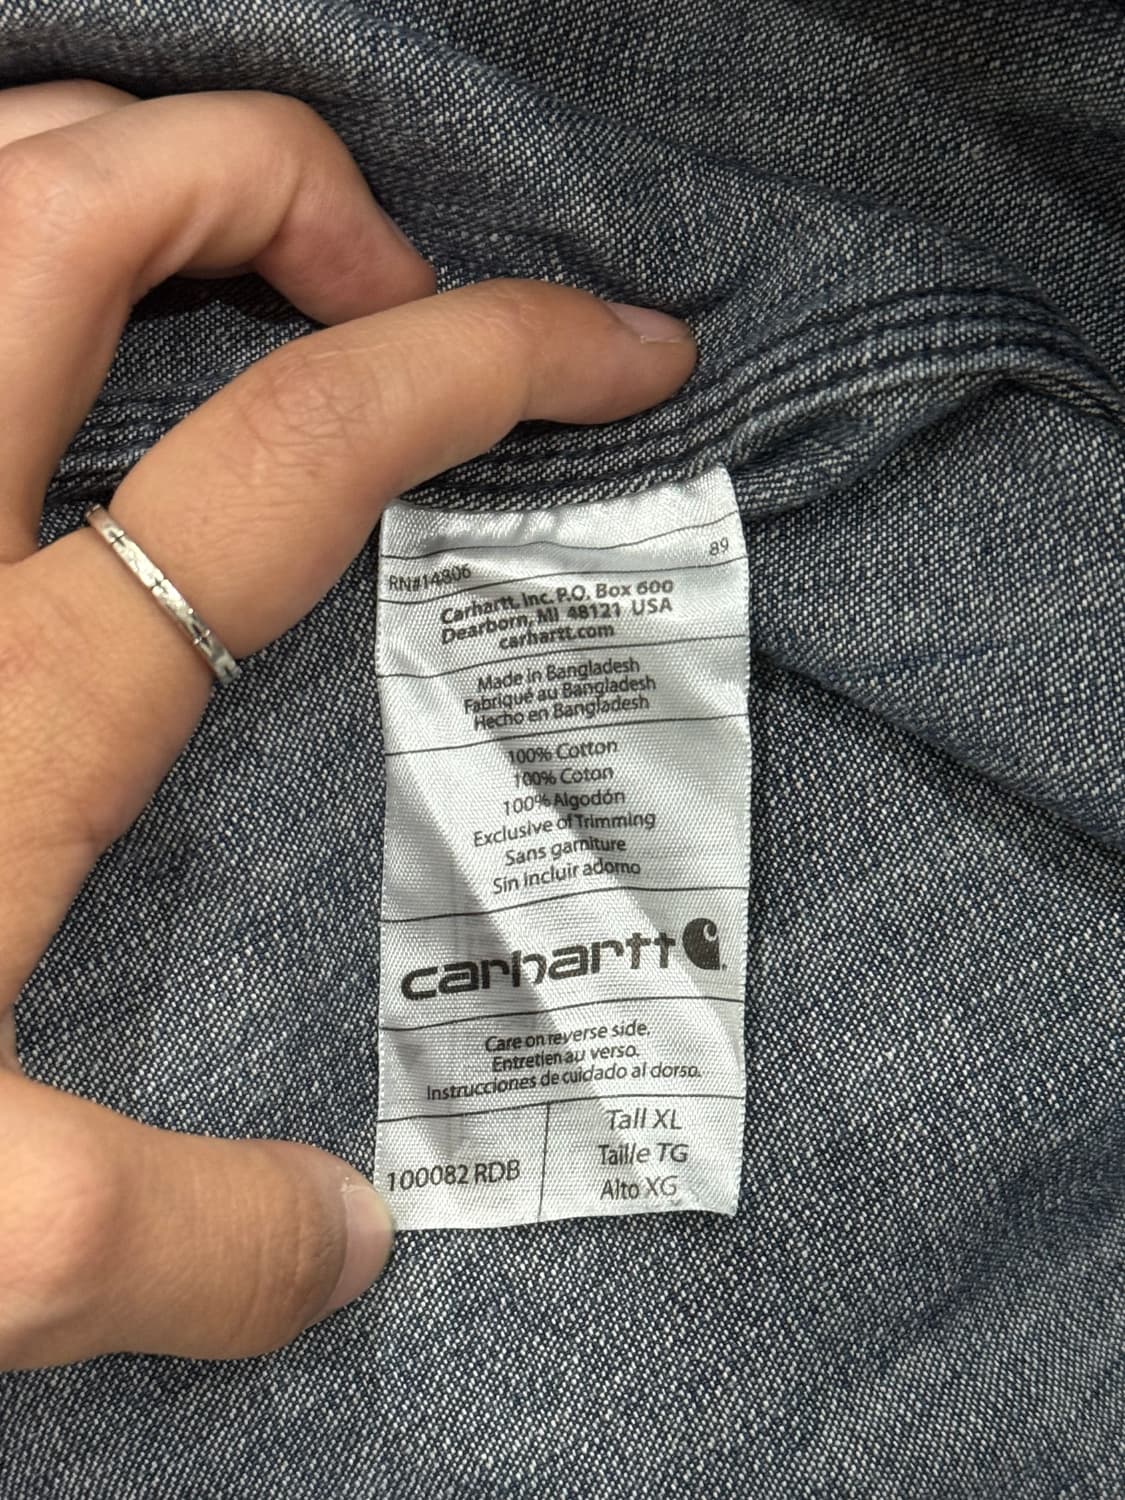 RN#14806 89
Carhartt, Inc. P.O. Box 600
Dearborn, MI 48121 USA
carhartt.com
Made in Bangladesh
Fabriqué au Bangladesh
Hecho en Bangladesh
100% Cotton
100% Coton
100% Algodón
Exclusive of Trimming
Sans garniture
Sin incluir adorno
carhartt
Care on reverse side.
Entretien au verso.
Instrucciones de cuidado al dorso.
100082 RDB
Tall XL
Taille TG
Alto XG